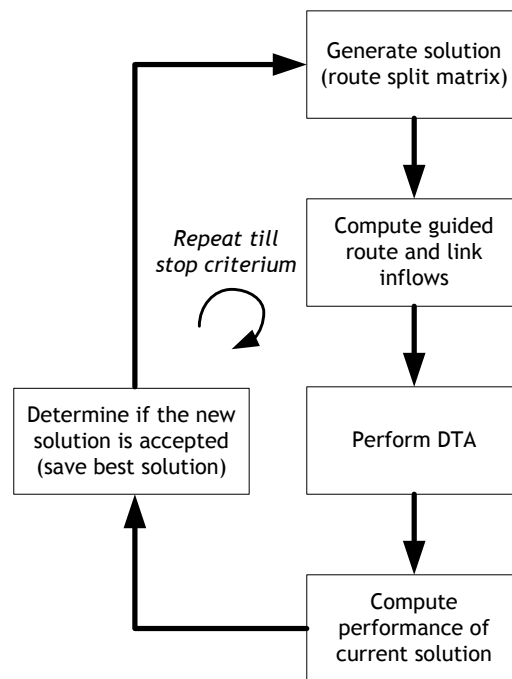 Generate solution
(route split matrix)
Compute guided
route and link
inflows
Repeat till
stop criterium
Perform DTA
Determine if the new
solution is accepted
(save best solution)
Compute
performance of
current solution